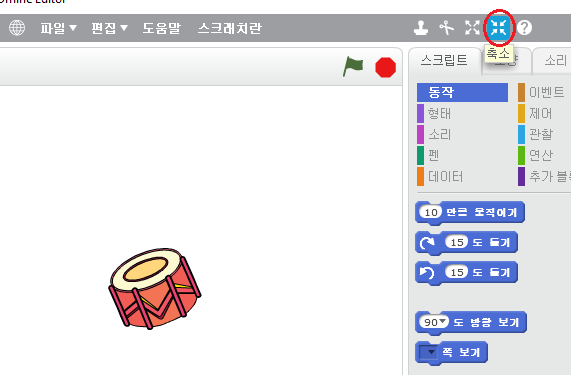 Offline Editor
파일 편집 도움말 스크래치란
축소
스크립트 소리
동작 이벤트
형태 제어
소리 관찰
펜 연산
데이터 추가 블
10 만큼 움직이기
15 도 돌기
15 도 돌기
90 도 방향 보기
쪽 보기